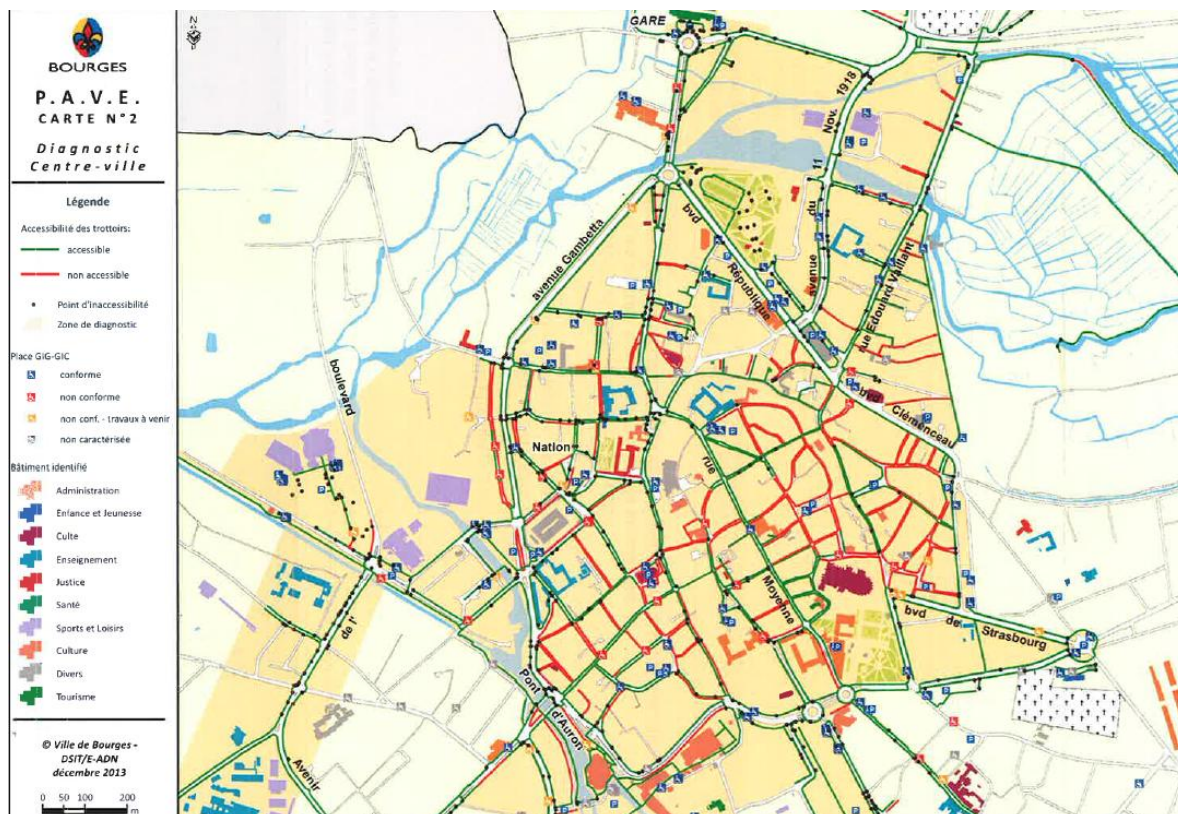 BOURGES
P.A.V.E.
CARTE N°2
Diagnostic
Centre-ville
Légende
Accessibilité des trottoirs:
accessible
non accessible
Point d'inaccessibilité
Zone de diagnostic
Place GIG-GIC
conforme
non conforme
non conf. - travaux à venir
non caractérisée
Bâtiment identifié
Administration
Enfance et Jeunesse
Culte
Enseignement
Justice
Santé
Sports et Loisirs
Culture
Divers
Tourisme
© Ville de Bourges -
DSIT/E-ADN
décembre 2013
0 50 100 200
m
N
GARE
avenue du 11 Nov. 1918
bvd République
avenue Gambetta
rue Edouard Vaillant
boulevard de l' Avenir
bvd Clémenceau
Nation
rue Moyenne
bvd de Strasbourg
Pont d'Auron